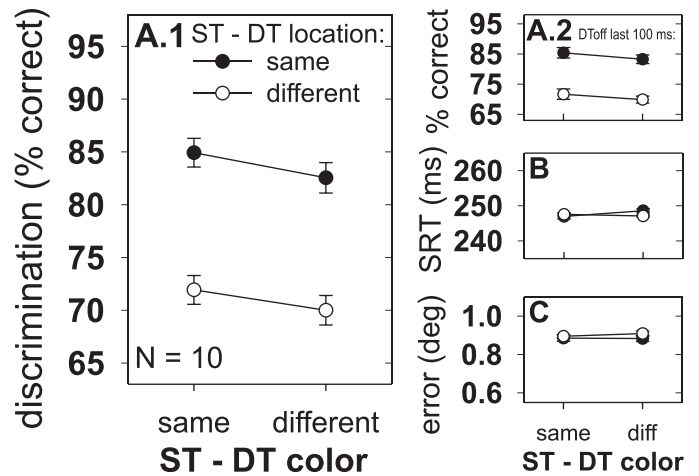 A.1 ST - DT location:
same
different
95
90
85
80
75
70
65
discrimination (% correct)
N = 10
same different
ST - DT color
A.2 DToff last 100 ms:
95
85
75
65
% correct
B
260
250
240
SRT (ms)
C
1.0
0.8
0.6
error (deg)
same diff
ST - DT color